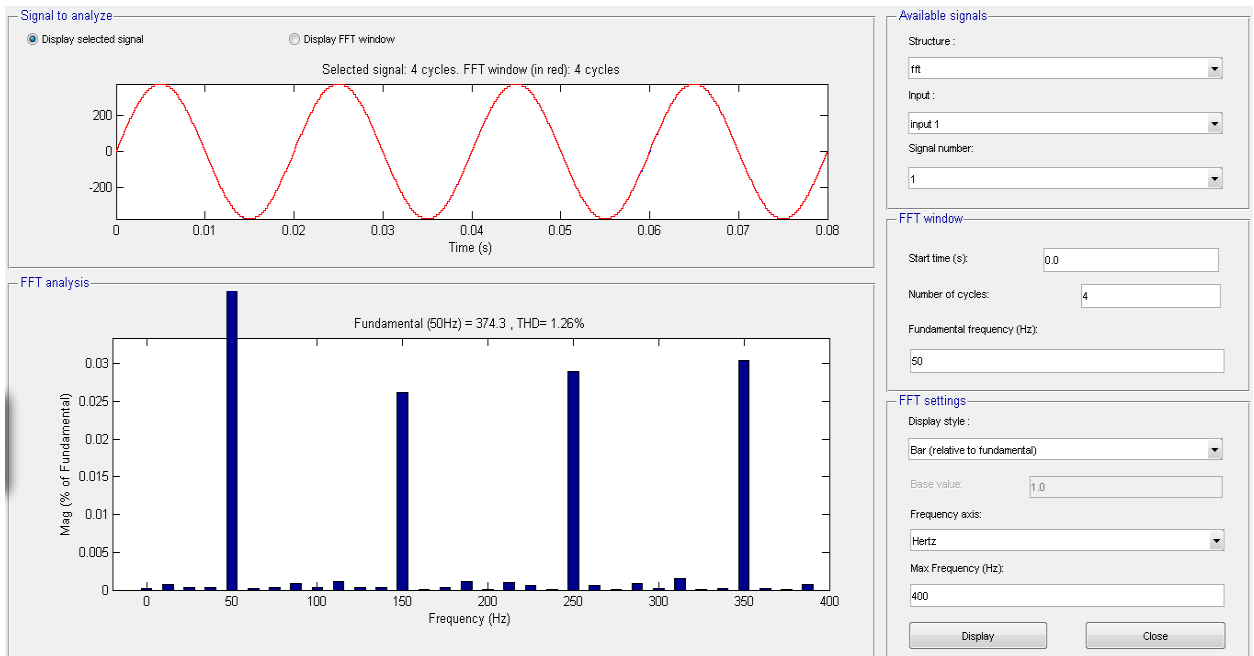 Signal to analyze
Display selected signal
Display FFT window
Selected signal: 4 cycles. FFT window (in red): 4 cycles
200
0
-200
0 0.01 0.02 0.03 0.04 0.05 0.06 0.07 0.08
Time (s)
FFT analysis
Fundamental (50Hz) = 374.3 , THD= 1.26%
Mag (% of Fundamental)
0.03
0.025
0.02
0.015
0.01
0.005
0
0 50 100 150 200 250 300 350 400
Frequency (Hz)
Available signals
Structure :
fft
Input :
input 1
Signal number:
1
FFT window
Start time (s):
0.0
Number of cycles:
4
Fundamental frequency (Hz):
50
FFT settings
Display style :
Bar (relative to fundamental)
Base value:
1.0
Frequency axis:
Hertz
Max Frequency (Hz):
400
Display
Close